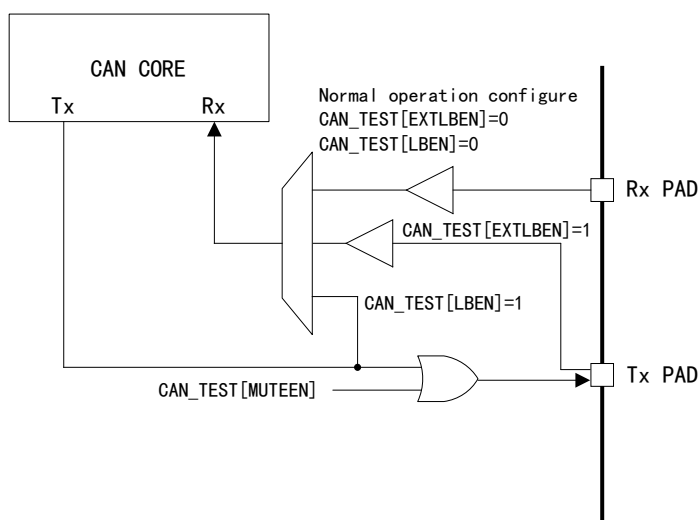 CAN CORE
Tx
Rx
Normal operation configure
CAN_TEST[EXTLBEN]=0
CAN_TEST[LBEN]=0
Rx PAD
CAN_TEST[EXTLBEN]=1
CAN_TEST[LBEN]=1
Tx PAD
CAN_TEST[MUTEEN]